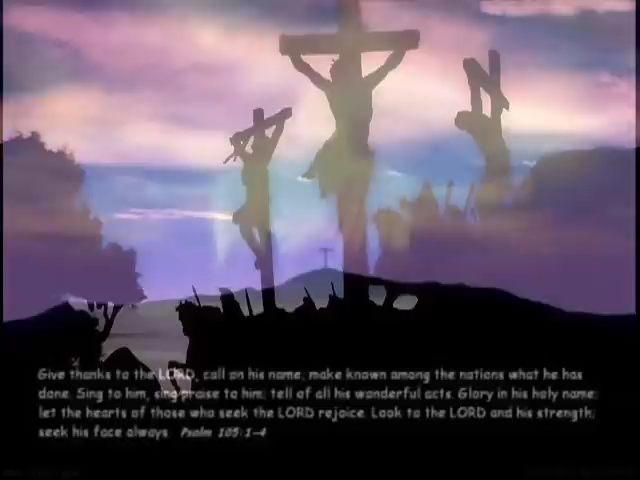 Give thanks to the LORD, call on his name; make known among the nations what he has
done. Sing to him, sing praise to him; tell of all his wonderful acts. Glory in his holy name;
let the hearts of those who seek the LORD rejoice. Look to the LORD and his strength;
seek his face always. Psalm 105:1-4